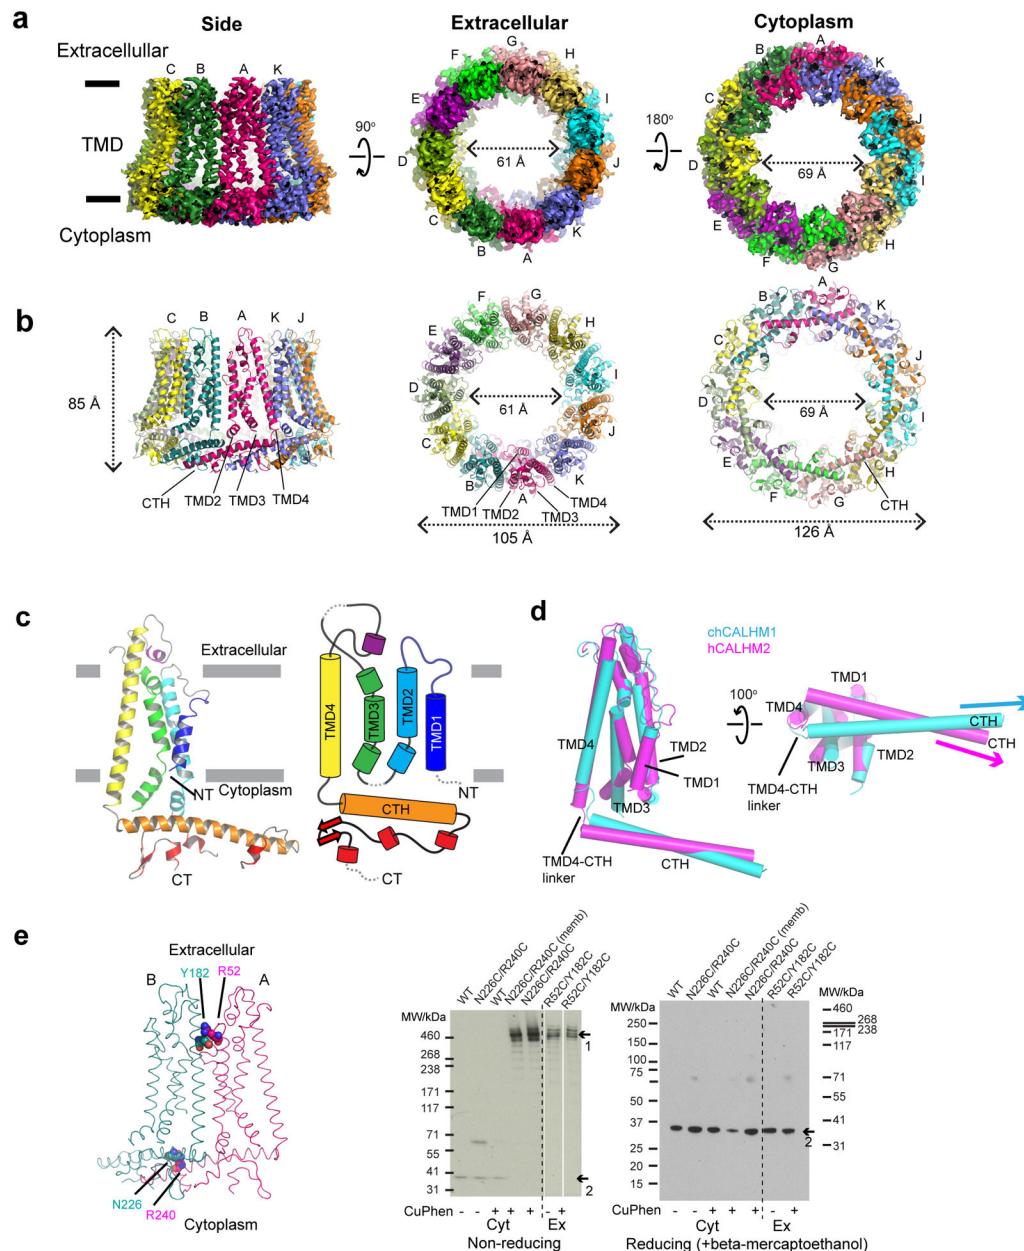 a
Side
Extracellular
Cytoplasm
Extracellullar
TMD
Cytoplasm
C B A K
90°
G
F H
E I
D J
C K
B A
61 Å
180°
A
B K
C J
D I
E H
F G
69 Å
b
C B A K J
85 Å
CTH
TMD2
TMD3
TMD4
G
F H
E I
D J
C K
B A
61 Å
TMD1
TMD2
TMD3
TMD4
105 Å
A
B K
C J
D I
E H
F G
69 Å
CTH
126 Å
c
Extracellular
Cytoplasm
NT
CT
TMD4
TMD3
TMD2
TMD1
NT
CTH
CT
d
chCALHM1
hCALHM2
TMD4
TMD2
TMD1
TMD3
TMD4-CTH
linker
CTH
100°
TMD1
TMD4
CTH
CTH
TMD3
TMD2
TMD4-CTH
linker
e
Extracellular
B Y182 R52 A
N226
R240
Cytoplasm
WT
N226C/R240C
WT
N226C/R240C (memb)
N226C/R240C
R52C/Y182C
R52C/Y182C
MW/kDa
460
268
238
171
117
71
55
41
31
1
2
CuPhen - - + + + - +
Cyt Ex
Non-reducing
WT
N226C/R240C
WT
N226C/R240C (memb)
N226C/R240C
R52C/Y182C
R52C/Y182C
MW/kDa
250
150
100
75
50
37
25
20
15
MW/kDa
460
268
238
171
117
71
55
41
31
2
CuPhen - - + + + - +
Cyt Ex
Reducing (+beta-mercaptoethanol)